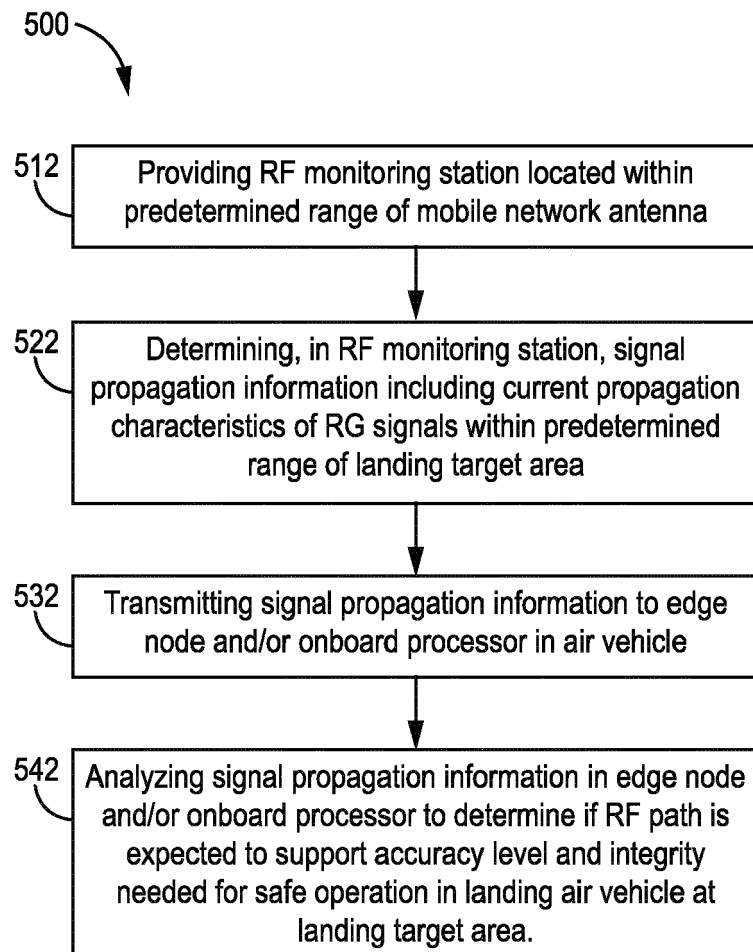 500
512
Providing RF monitoring station located within
predetermined range of mobile network antenna
522
Determining, in RF monitoring station, signal
propagation information including current propagation
characteristics of RG signals within predetermined
range of landing target area
532
Transmitting signal propagation information to edge
node and/or onboard processor in air vehicle
542
Analyzing signal propagation information in edge node
and/or onboard processor to determine if RF path is
expected to support accuracy level and integrity
needed for safe operation in landing air vehicle at
landing target area.